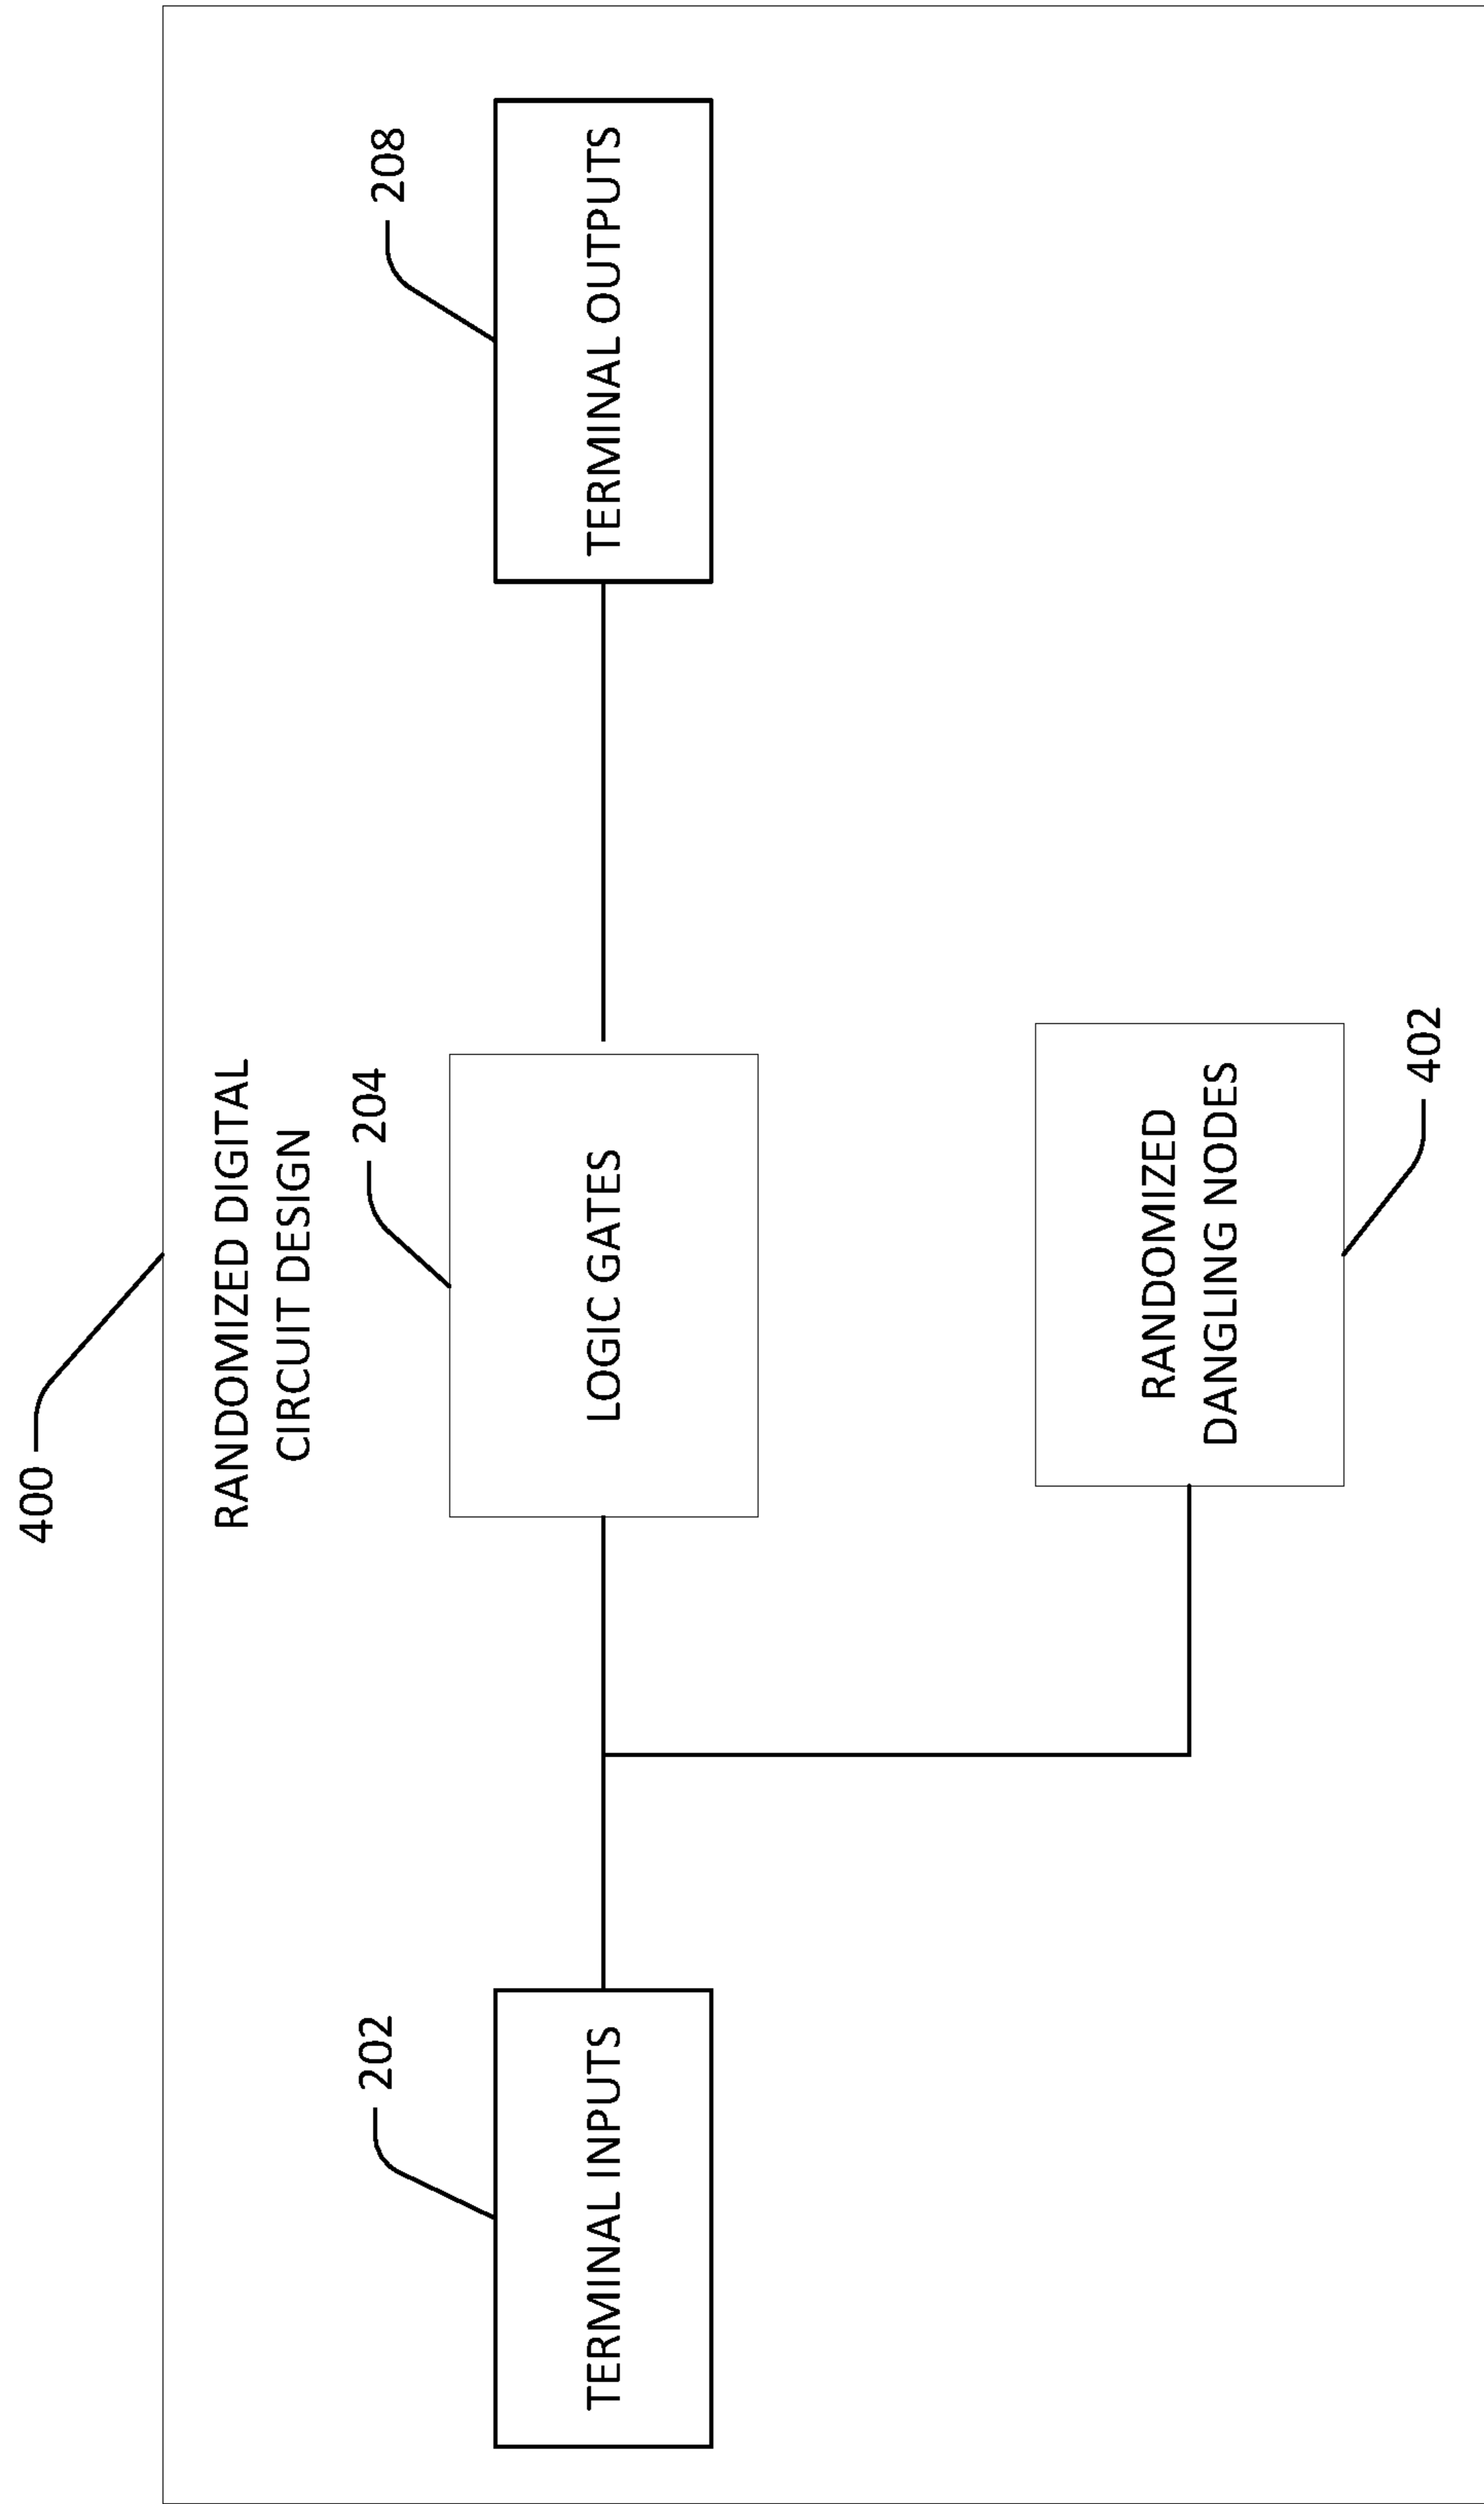 400
RANDOMIZED DIGITAL
CIRCUIT DESIGN
202
204
208
TERMINAL INPUTS
LOGIC GATES
TERMINAL OUTPUTS
RANDOMIZED
DANGLING NODES
402